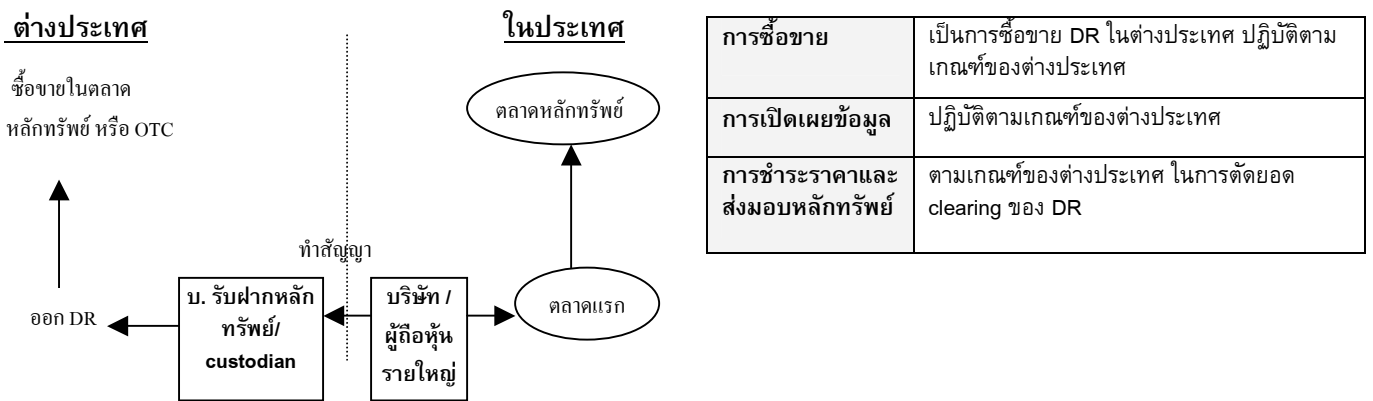 ต่างประเทศ
ในประเทศ
ซื้อขายในตลาด
หลักทรัพย์ หรือ OTC
ตลาดหลักทรัพย์
ทำสัญญา
ออก DR
บ. รับฝากหลัก
ทรัพย์/
custodian
บริษัท /
ผู้ถือหุ้น
รายใหญ่
ตลาดแรก
การซื้อขาย
เป็นการซื้อขาย DR ในต่างประเทศ ปฏิบัติตาม
เกณฑ์ของต่างประเทศ
การเปิดเผยข้อมูล
ปฏิบัติตามเกณฑ์ของต่างประเทศ
การชำระราคาและ
ส่งมอบหลักทรัพย์
ตามเกณฑ์ของต่างประเทศ ในการตัดยอด
clearing ของ DR